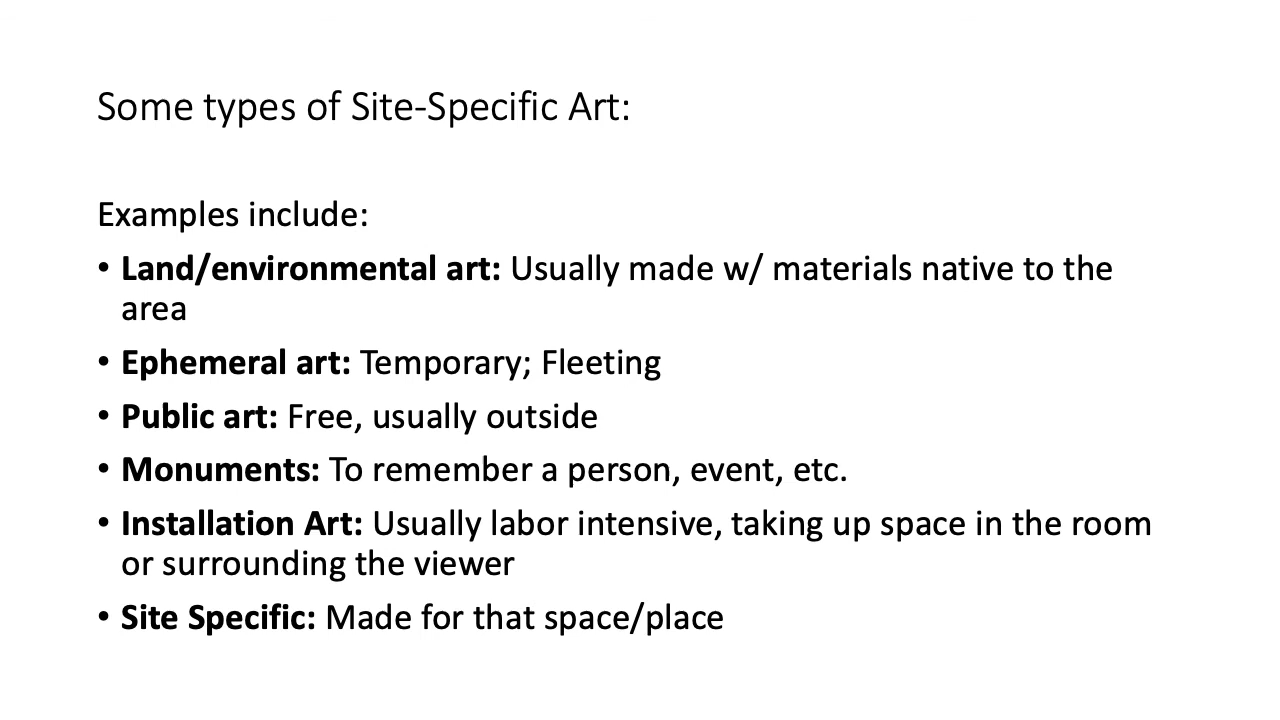 Some types of Site-Specific Art:
Examples include:
• Land/environmental art: Usually made w/ materials native to the
area
• Ephemeral art: Temporary; Fleeting
• Public art: Free, usually outside
• Monuments: To remember a person, event, etc.
• Installation Art: Usually labor intensive, taking up space in the room
or surrounding the viewer
• Site Specific: Made for that space/place